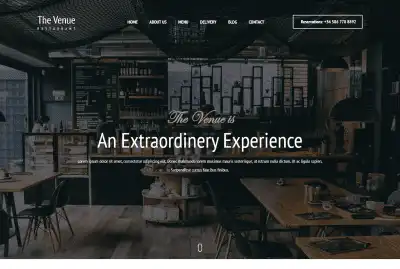 The Venue
RESTAURANT
HOME ABOUT US MENU DELIVERY BLOG CONTACT
Reservations: +34 586 778 8892
The Venue is
An Extraordinery Experience
Lorem ipsum dolor sit amet, consectetur adipiscing elit. Donec malesuada lorem maximus mauris scelerisque, at rutrum nulla dictum. Ut ac ligula sapien.
Suspendisse cursus faucibus finibus.